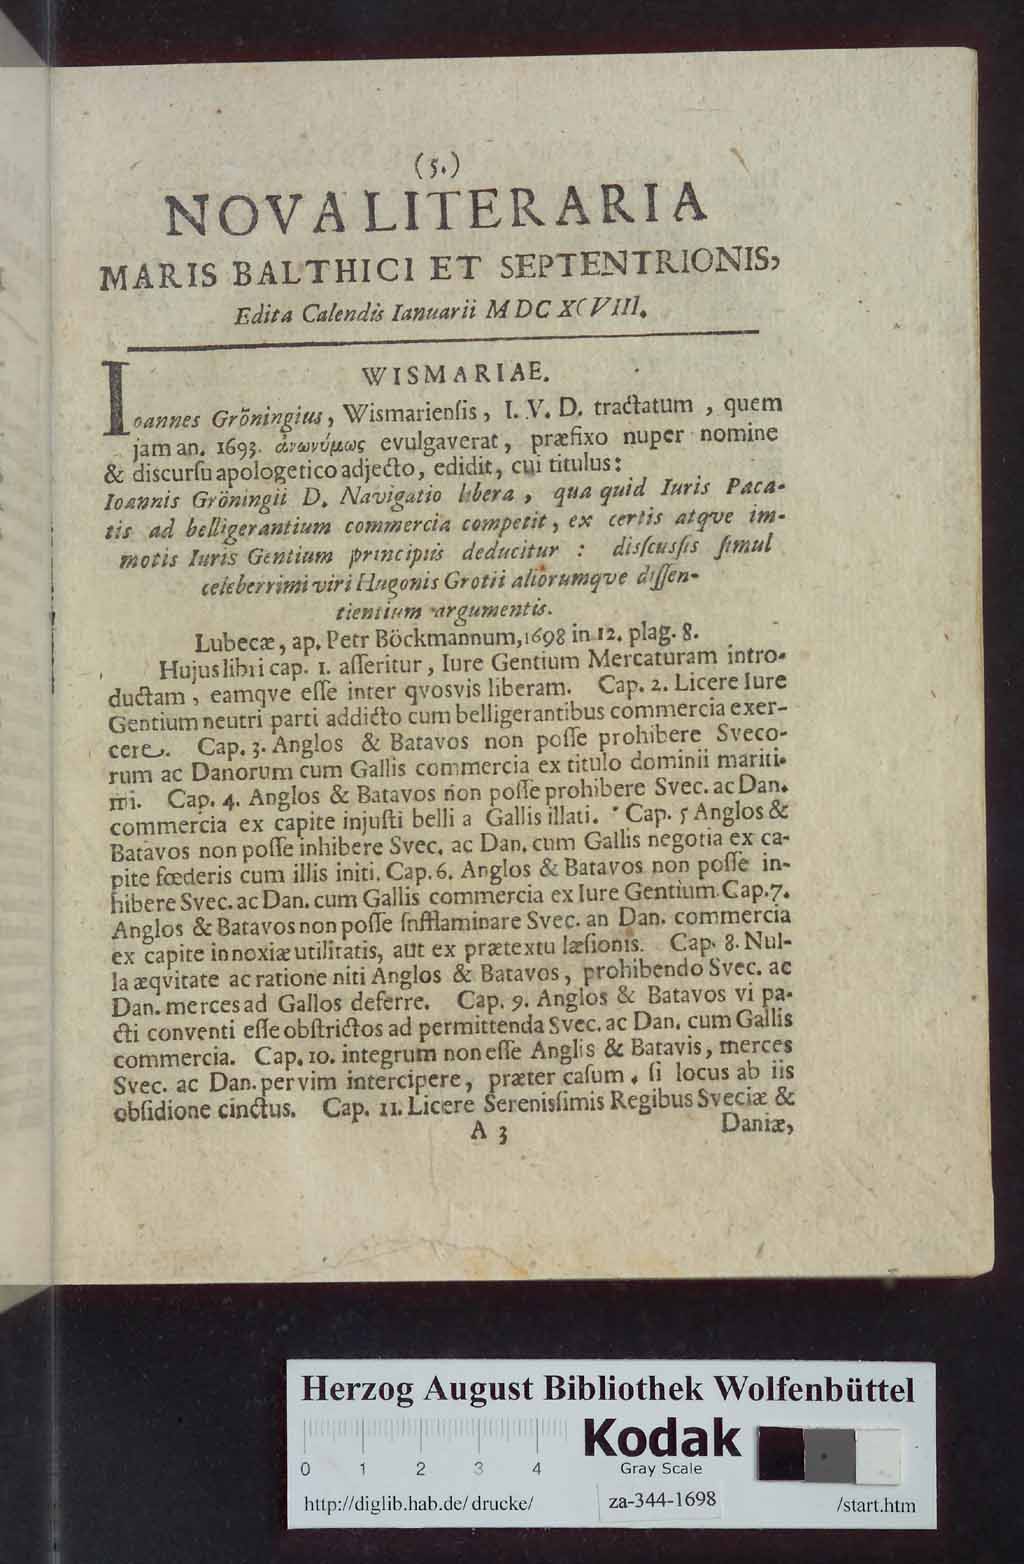 (5.)
NOVA LITERARIA
MARIS BALTHICI ET SEPTENTRIONIS,
Edita Calendis Ianuarii MDCXCVIII.
WISMARIAE.
Ioannes Gröningius, Wismariensis, I. V. D. tractatum, quem
jam an. 1693. ἀνωνύμως evulgaverat, præfixo nuper nomine
& discursu apologetico adjecto, edidit, cui titulus:
Ioannis Gröningii D. Navigatio libera, qua quid Iuris Paca-
tis ad belligerantium commercia competit, ex certis atqve im-
motis Iuris Gentium principiis deducitur : discussis simul
celeberrimi viri Hugonis Grotii aliorumqve dissen-
tientium argumentis.
Lubecæ, ap. Petr Böckmannum, 1698 in 12. plag. 8.
Hujus libri cap. 1. asseritur, Iure Gentium Mercaturam intro-
ductam, eamqve esse inter qvosvis liberam. Cap. 2. Licere Iure
Gentium neutri parti addicto cum belligerantibus commercia exer-
cere. Cap. 3. Anglos & Batavos non posse prohibere Sveco-
rum ac Danorum cum Gallis commercia ex titulo dominii mariti-
mi. Cap. 4. Anglos & Batavos non posse prohibere Svec. ac Dan.
commercia ex capite injusti belli a Gallis illati. Cap. 5 Anglos &
Batavos non posse inhibere Svec. ac Dan. cum Gallis negotia ex ca-
pite fœderis cum illis initi. Cap. 6. Anglos & Batavos non posse in-
hibere Svec. ac Dan. cum Gallis commercia ex Iure Gentium. Cap. 7.
Anglos & Batavos non posse sufflaminare Svec. an Dan. commercia
ex capite innoxiæ utilitatis, aut ex prætextu læsionis. Cap. 8. Nul-
la æqvitate ac ratione niti Anglos & Batavos, prohibendo Svec. ac
Dan. merces ad Gallos deferre. Cap. 9. Anglos & Batavos vi pa-
cti conventi esse obstrictos ad permittenda Svec. ac Dan. cum Gallis
commercia. Cap. 10. integrum non esse Anglis & Batavis, merces
Svec. ac Dan. per vim intercipere, præter casum, si locus ab iis
obsidione cinctus. Cap. 11. Licere Serenissimis Regibus Sveciæ &
A 3
Daniæ,
Herzog August Bibliothek Wolfenbüttel
0 1 2 3 4
Kodak
Gray Scale
http://diglib.hab.de/drucke/
za-344-1698
/start.htm